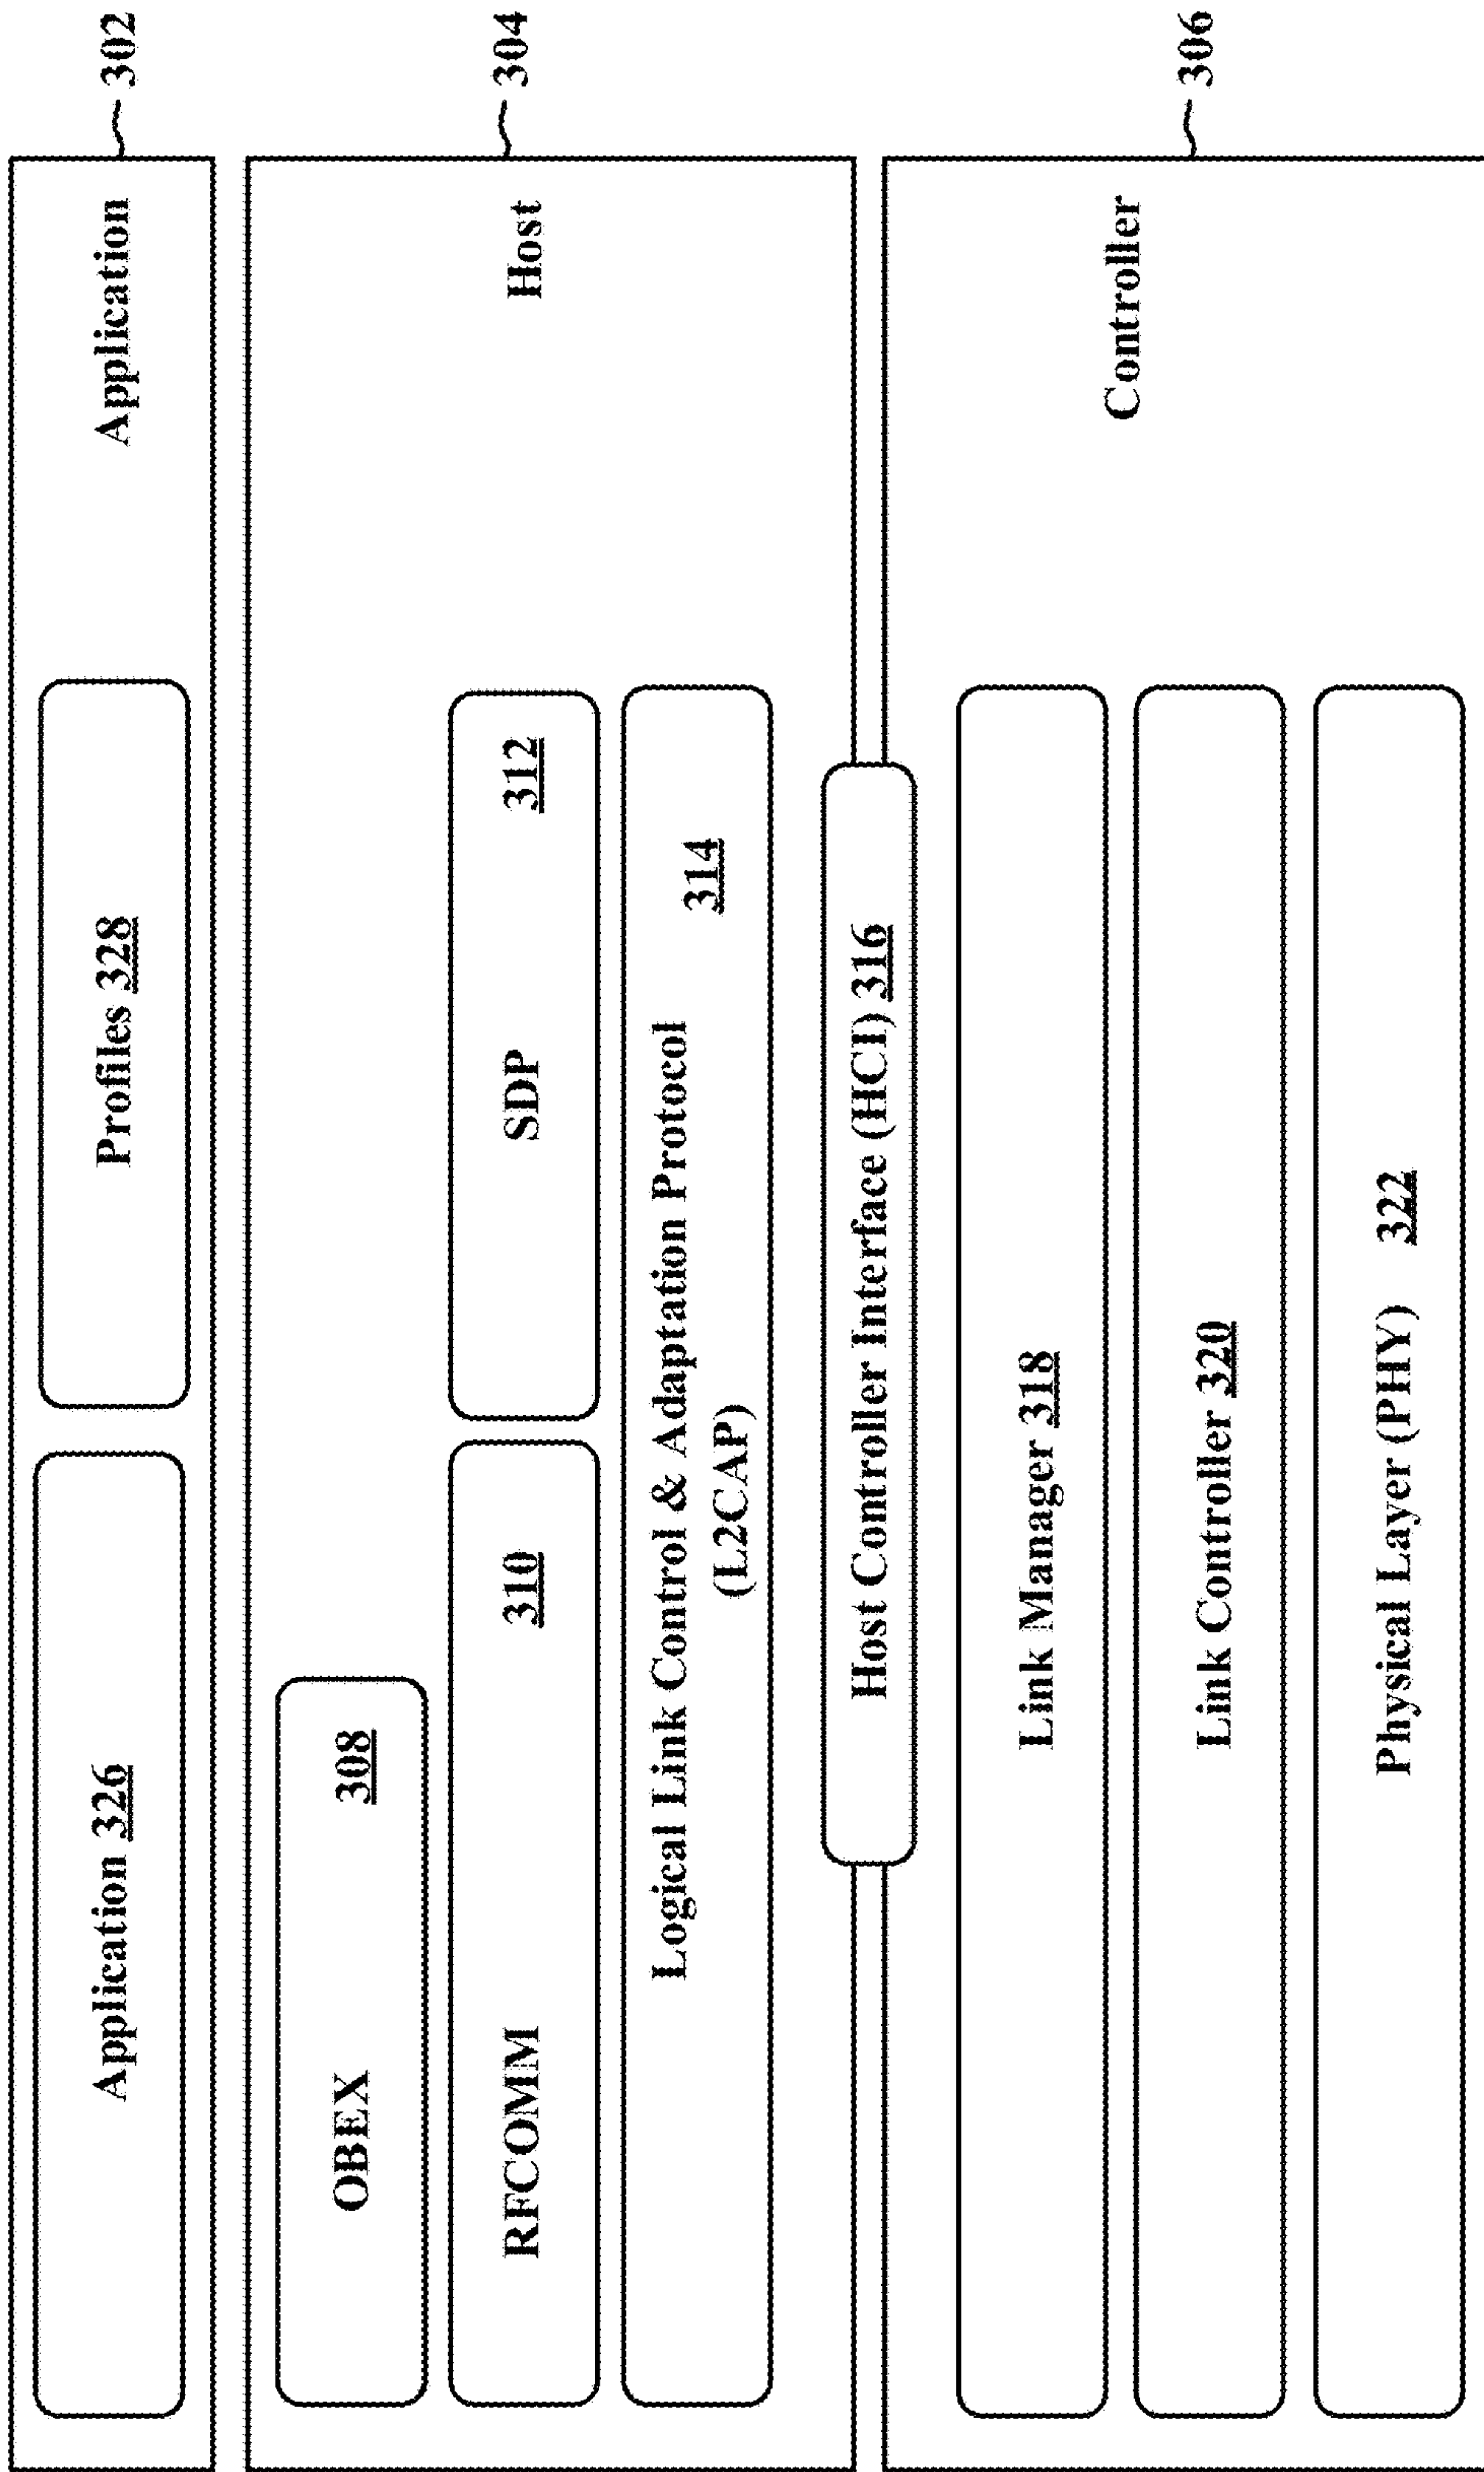 Application 326
Profiles 328
Application
302
OBEX
308
RFCOMM
310
SDP
312
Host
304
Logical Link Control & Adaptation Protocol
(L2CAP)
314
Host Controller Interface (HCI) 316
Link Manager 318
Link Controller 320
Physical Layer (PHY) 322
Controller
306